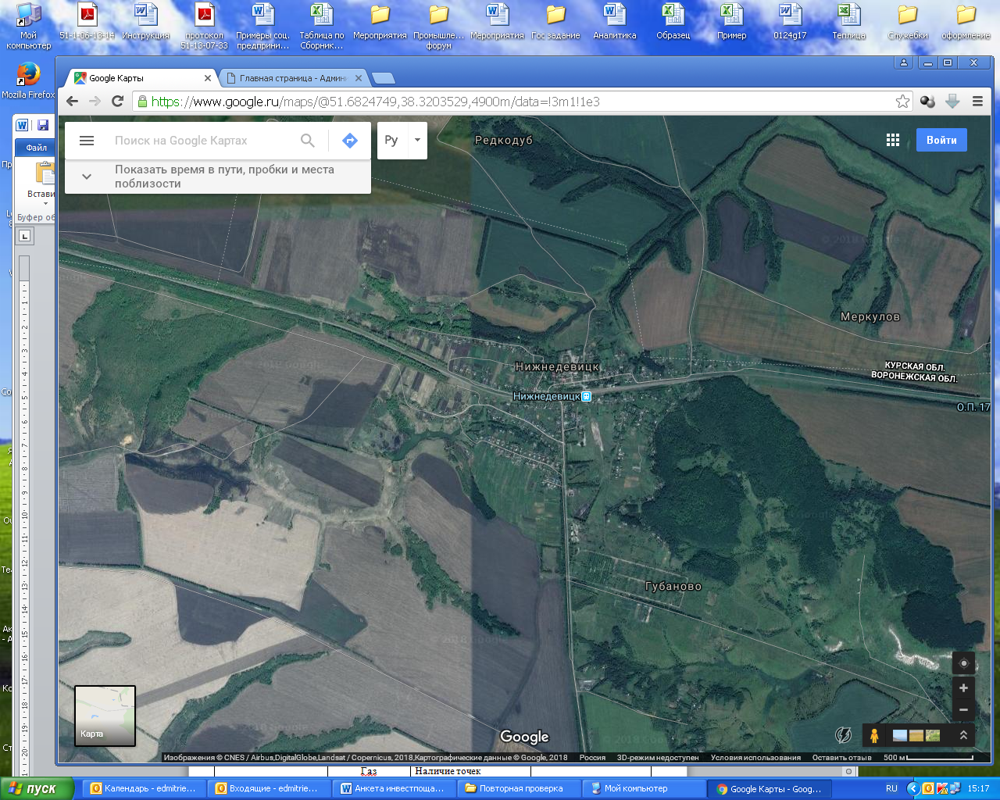 Мой
компьютер
51-1-06-13-14
Инструкция
протокол
51-13-07-33
Примеры соц.
предприни...
Таблица по
Сборник...
Мероприятия
Промышле...
форум
Мероприятия
Гос задание
Аналитика
Образец
Пример
0124g17
Теплица
Служебки
оформление
Mozilla Firefox
Google Карты
Главная страница - Админ
https://www.google.ru/maps/@51.6824749,38.3203529,4900m/data=!3m1!1e3
Файл
Встави
Буфер об
Поиск на Google Картах
Ру
Показать время в пути, пробки и места
поблизости
Войти
Редкодуб
Меркулов
Нижнедевицк
КУРСКАЯ ОБЛ.
ВОРОНЕЖСКАЯ ОБЛ.
Нижнедевицк
О.П. 17
Губаново
Карта
Google
Изображения © CNES / Airbus,DigitalGlobe,Landsat / Copernicus, 2018,Картографические данные © Google, 2018
Россия
3D-режим недоступен
Условия использования
Оставить отзыв
500 м
Газ
Наличие точек
пуск
Календарь - edmitrie...
Входящие - edmitrie...
Анкета инвестплоща...
Повторная проверка
Мой компьютер
Google Карты - Goog...
RU
15:17